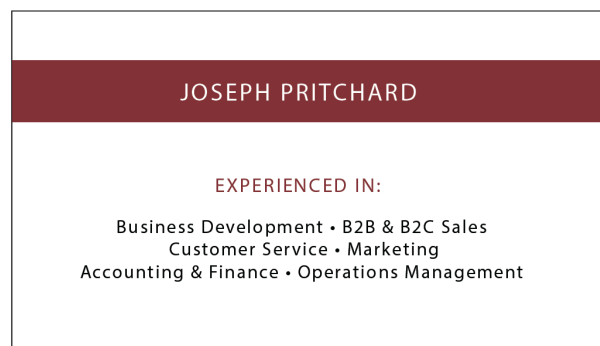 JOSEPH PRITCHARD
EXPERIENCED IN:
Business Development • B2B & B2C Sales
Customer Service • Marketing
Accounting & Finance • Operations Management